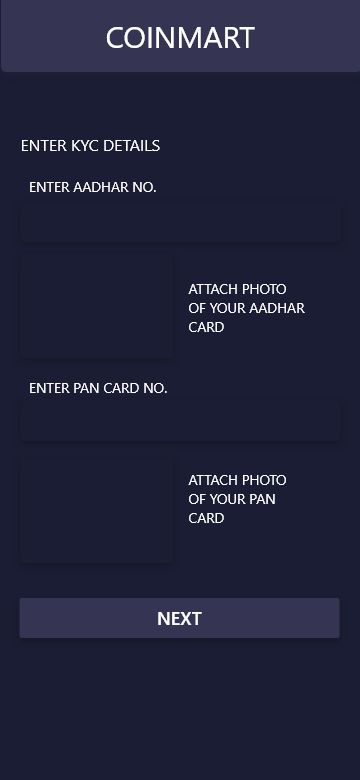 COINMART
ENTER KYC DETAILS
ENTER AADHAR NO.
ATTACH PHOTO
OF YOUR AADHAR
CARD
ENTER PAN CARD NO.
ATTACH PHOTO
OF YOUR PAN
CARD
NEXT